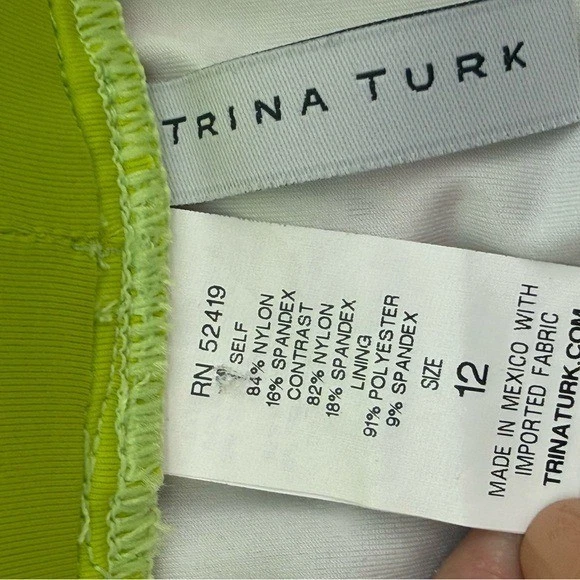 TRINA TURK
RN 52419
SELF
84% NYLON
16% SPANDEX
CONTRAST
82% NYLON
18% SPANDEX
LINING
91% POLYESTER
9% SPANDEX
SIZE
12
MADE IN MEXICO WITH
IMPORTED FABRIC
TRINATURK.COM